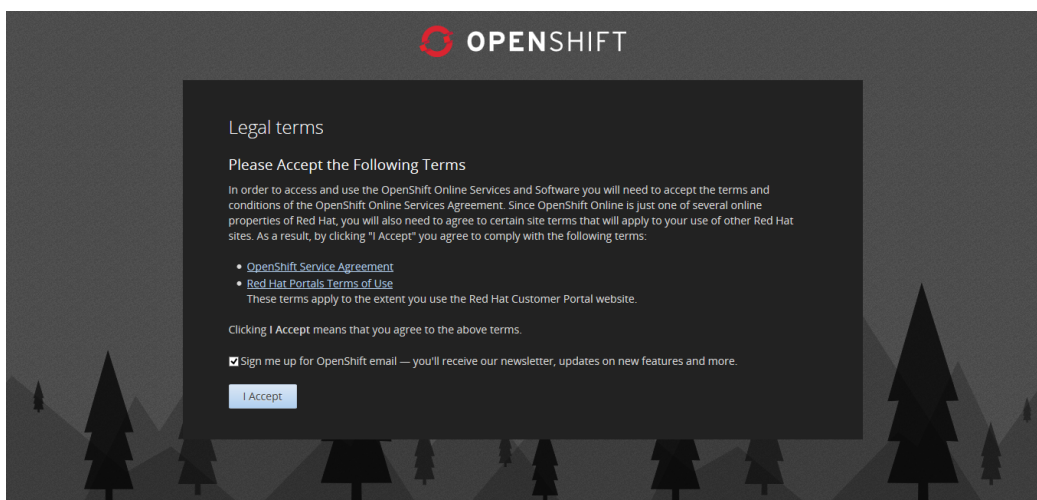 OPENSHIFT
Legal terms
Please Accept the Following Terms
In order to access and use the OpenShift Online Services and Software you will need to accept the terms and
conditions of the OpenShift Online Services Agreement. Since OpenShift Online is just one of several online
properties of Red Hat, you will also need to agree to certain site terms that will apply to your use of other Red Hat
sites. As a result, by clicking "I Accept" you agree to comply with the following terms:
• OpenShift Service Agreement
• Red Hat Portals Terms of Use
These terms apply to the extent you use the Red Hat Customer Portal website.
Clicking I Accept means that you agree to the above terms.
Sign me up for OpenShift email — you'll receive our newsletter, updates on new features and more.
I Accept